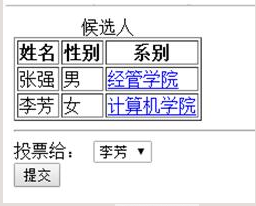 候选人
姓名 性别 系别
张强 男 经管学院
李芳 女 计算机学院
投票给： 李芳
提交